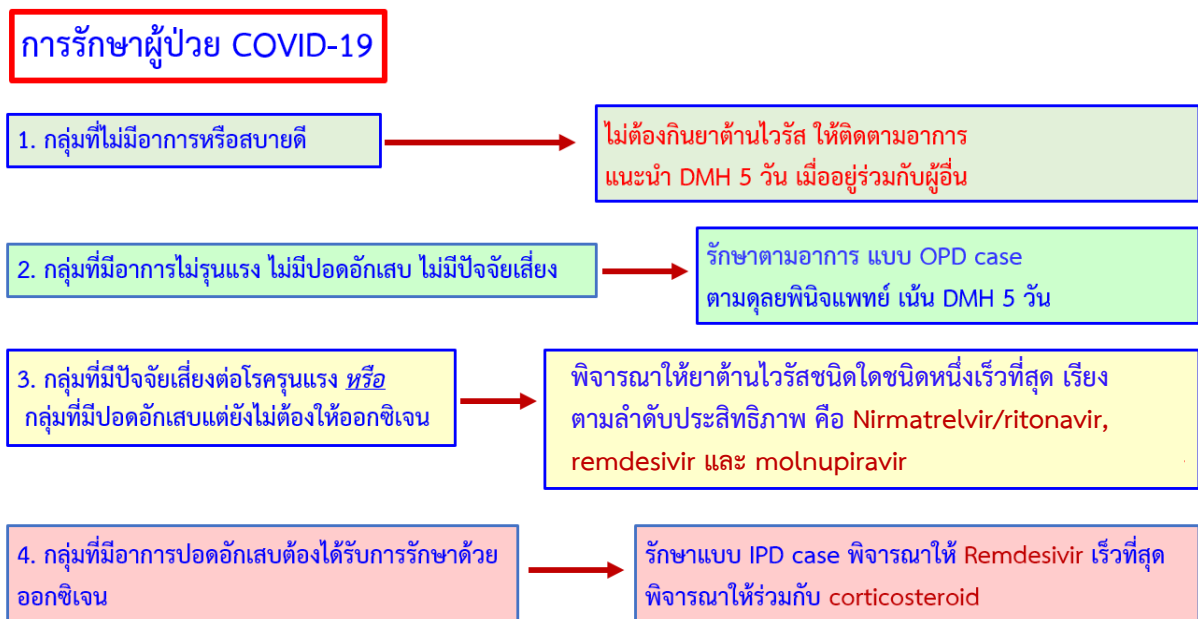 การรักษาผู้ป่วย COVID-19
1. กลุ่มที่ไม่มีอาการหรือสบายดี
ไม่ต้องกินยาต้านไวรัส ให้ติดตามอาการ
แนะนำ DMH 5 วัน เมื่ออยู่ร่วมกับผู้อื่น
2. กลุ่มที่มีอาการไม่รุนแรง ไม่มีปอดอักเสบ ไม่มีปัจจัยเสี่ยง
รักษาตามอาการ แบบ OPD case
ตามดุลยพินิจแพทย์ เน้น DMH 5 วัน
3. กลุ่มที่มีปัจจัยเสี่ยงต่อโรครุนแรง หรือ
กลุ่มที่มีปอดอักเสบแต่ยังไม่ต้องให้ออกซิเจน
พิจารณาให้ยาต้านไวรัสชนิดใดชนิดหนึ่งเร็วที่สุด เรียง
ตามลำดับประสิทธิภาพ คือ Nirmatrelvir/ritonavir,
remdesivir และ molnupiravir
4. กลุ่มที่มีอาการปอดอักเสบต้องได้รับการรักษาด้วย
ออกซิเจน
รักษาแบบ IPD case พิจารณาให้ Remdesivir เร็วที่สุด
พิจารณาให้ร่วมกับ corticosteroid